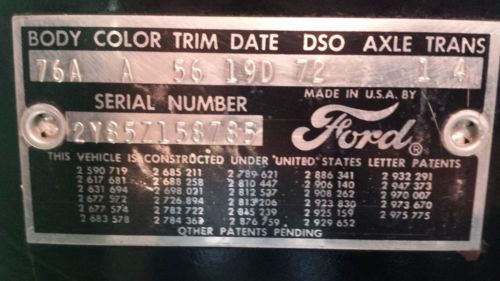 BODY COLOR TRIM DATE DSO AXLE TRANS
76A A 56 19D 72 1 4
SERIAL NUMBER
MADE IN U.S.A. BY
2Y85Z158785
Ford®
THIS VEHICLE IS CONSTRUCTED UNDER UNITED STATES LETTER PATENTS
2 590 719 2 685 211 2 789 621 2 886 341 2 932 291
2 617 681 2 688 258 2 810 447 2 906 140 2 947 373
2 631 694 2 698 021 2 812 537 2 908 262 2 970 007
2 677 572 2 726 894 2 813 206 2 923 830 2 973 670
2 677 574 2 782 722 2 815 239 2 925 159 2 975 775
2 683 578 2 784 363 2 876 759 2 929 652
OTHER PATENTS PENDING